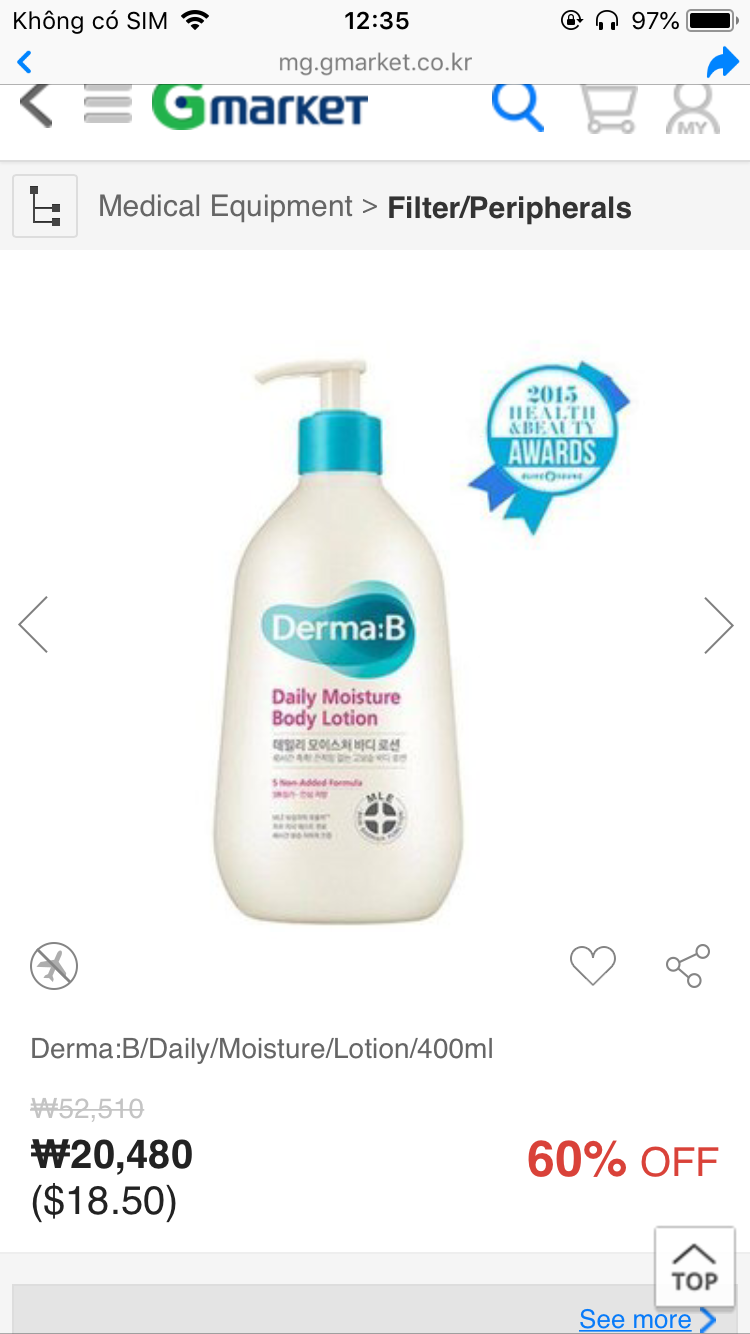 Không có SIM 12:35 97%
mg.gmarket.co.kr
Gmarket MY
Medical Equipment > Filter/Peripherals
2015
HEALTH
&BEAUTY
AWARDS
Derma:B
Daily Moisture
Body Lotion
데일리 모이스처 바디 로션
5 Non-Added Formula
MLE
Derma:B/Daily/Moisture/Lotion/400ml
₩52,510
₩20,480
60% OFF
($18.50)
TOP
See more